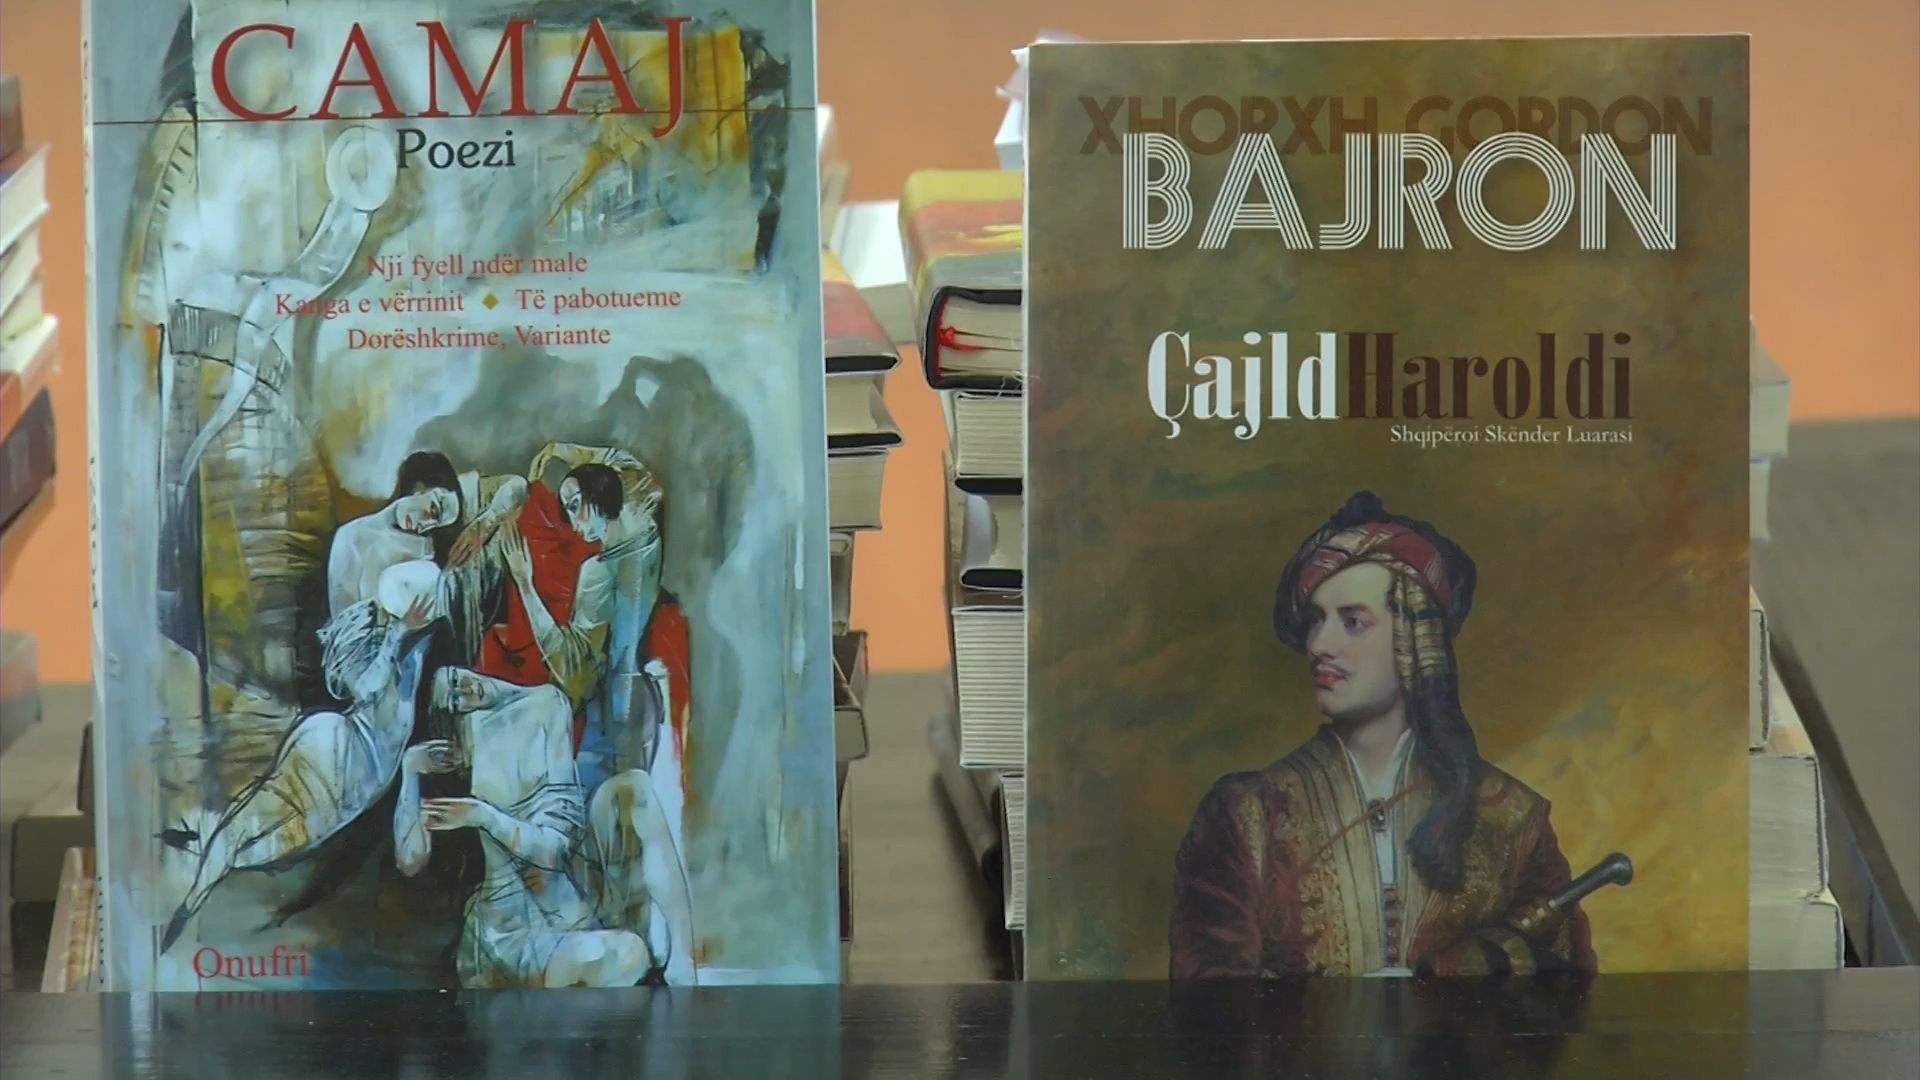 CAMAJ
Poezi
Nji fyell ndër male
Kanga e vërrinit ◆ Të pabotueme
Dorëshkrime, Variante
Onufri
XHORXH GORDON
BAJRON
ÇajldHaroldi
Shqipëroi Skënder Luarasi